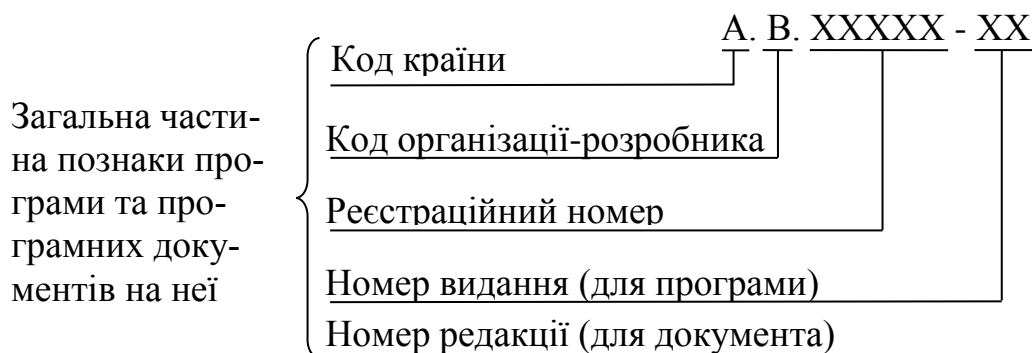 А. В. ХХХХХ - ХХ
Код країни
Загальна части-
на познаки про-
грами та про-
грамних доку-
ментів на неї
Код організації-розробника
Реєстраційний номер
Номер видання (для програми)
Номер редакції (для документа)